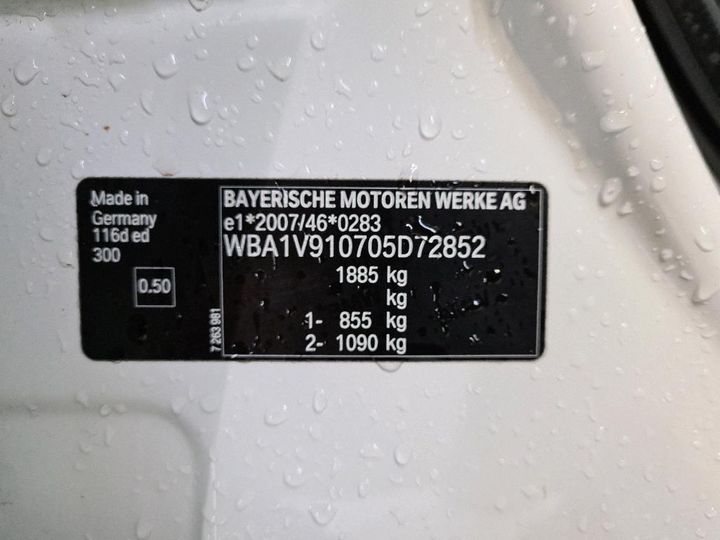 Made in
Germany
116d ed
300
0.50
7 263 981
BAYERISCHE MOTOREN WERKE AG
e1*2007/46*0283
WBA1V910705D72852
1885 kg
kg
1- 855 kg
2- 1090 kg